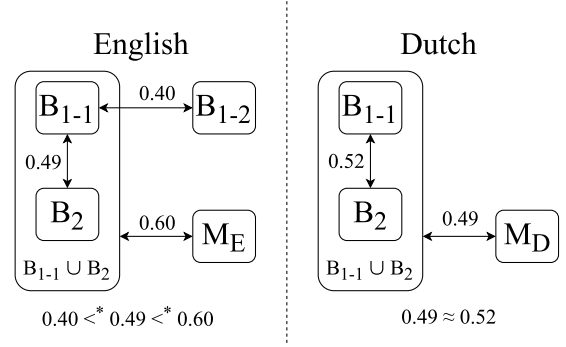 English
B1-1 0.40 B1-2
0.49
B2 0.60 ME
B1-1 ∪ B2
0.40 <* 0.49 <* 0.60
Dutch
B1-1
0.52
B2 0.49 MD
B1-1 ∪ B2
0.49 ≈ 0.52